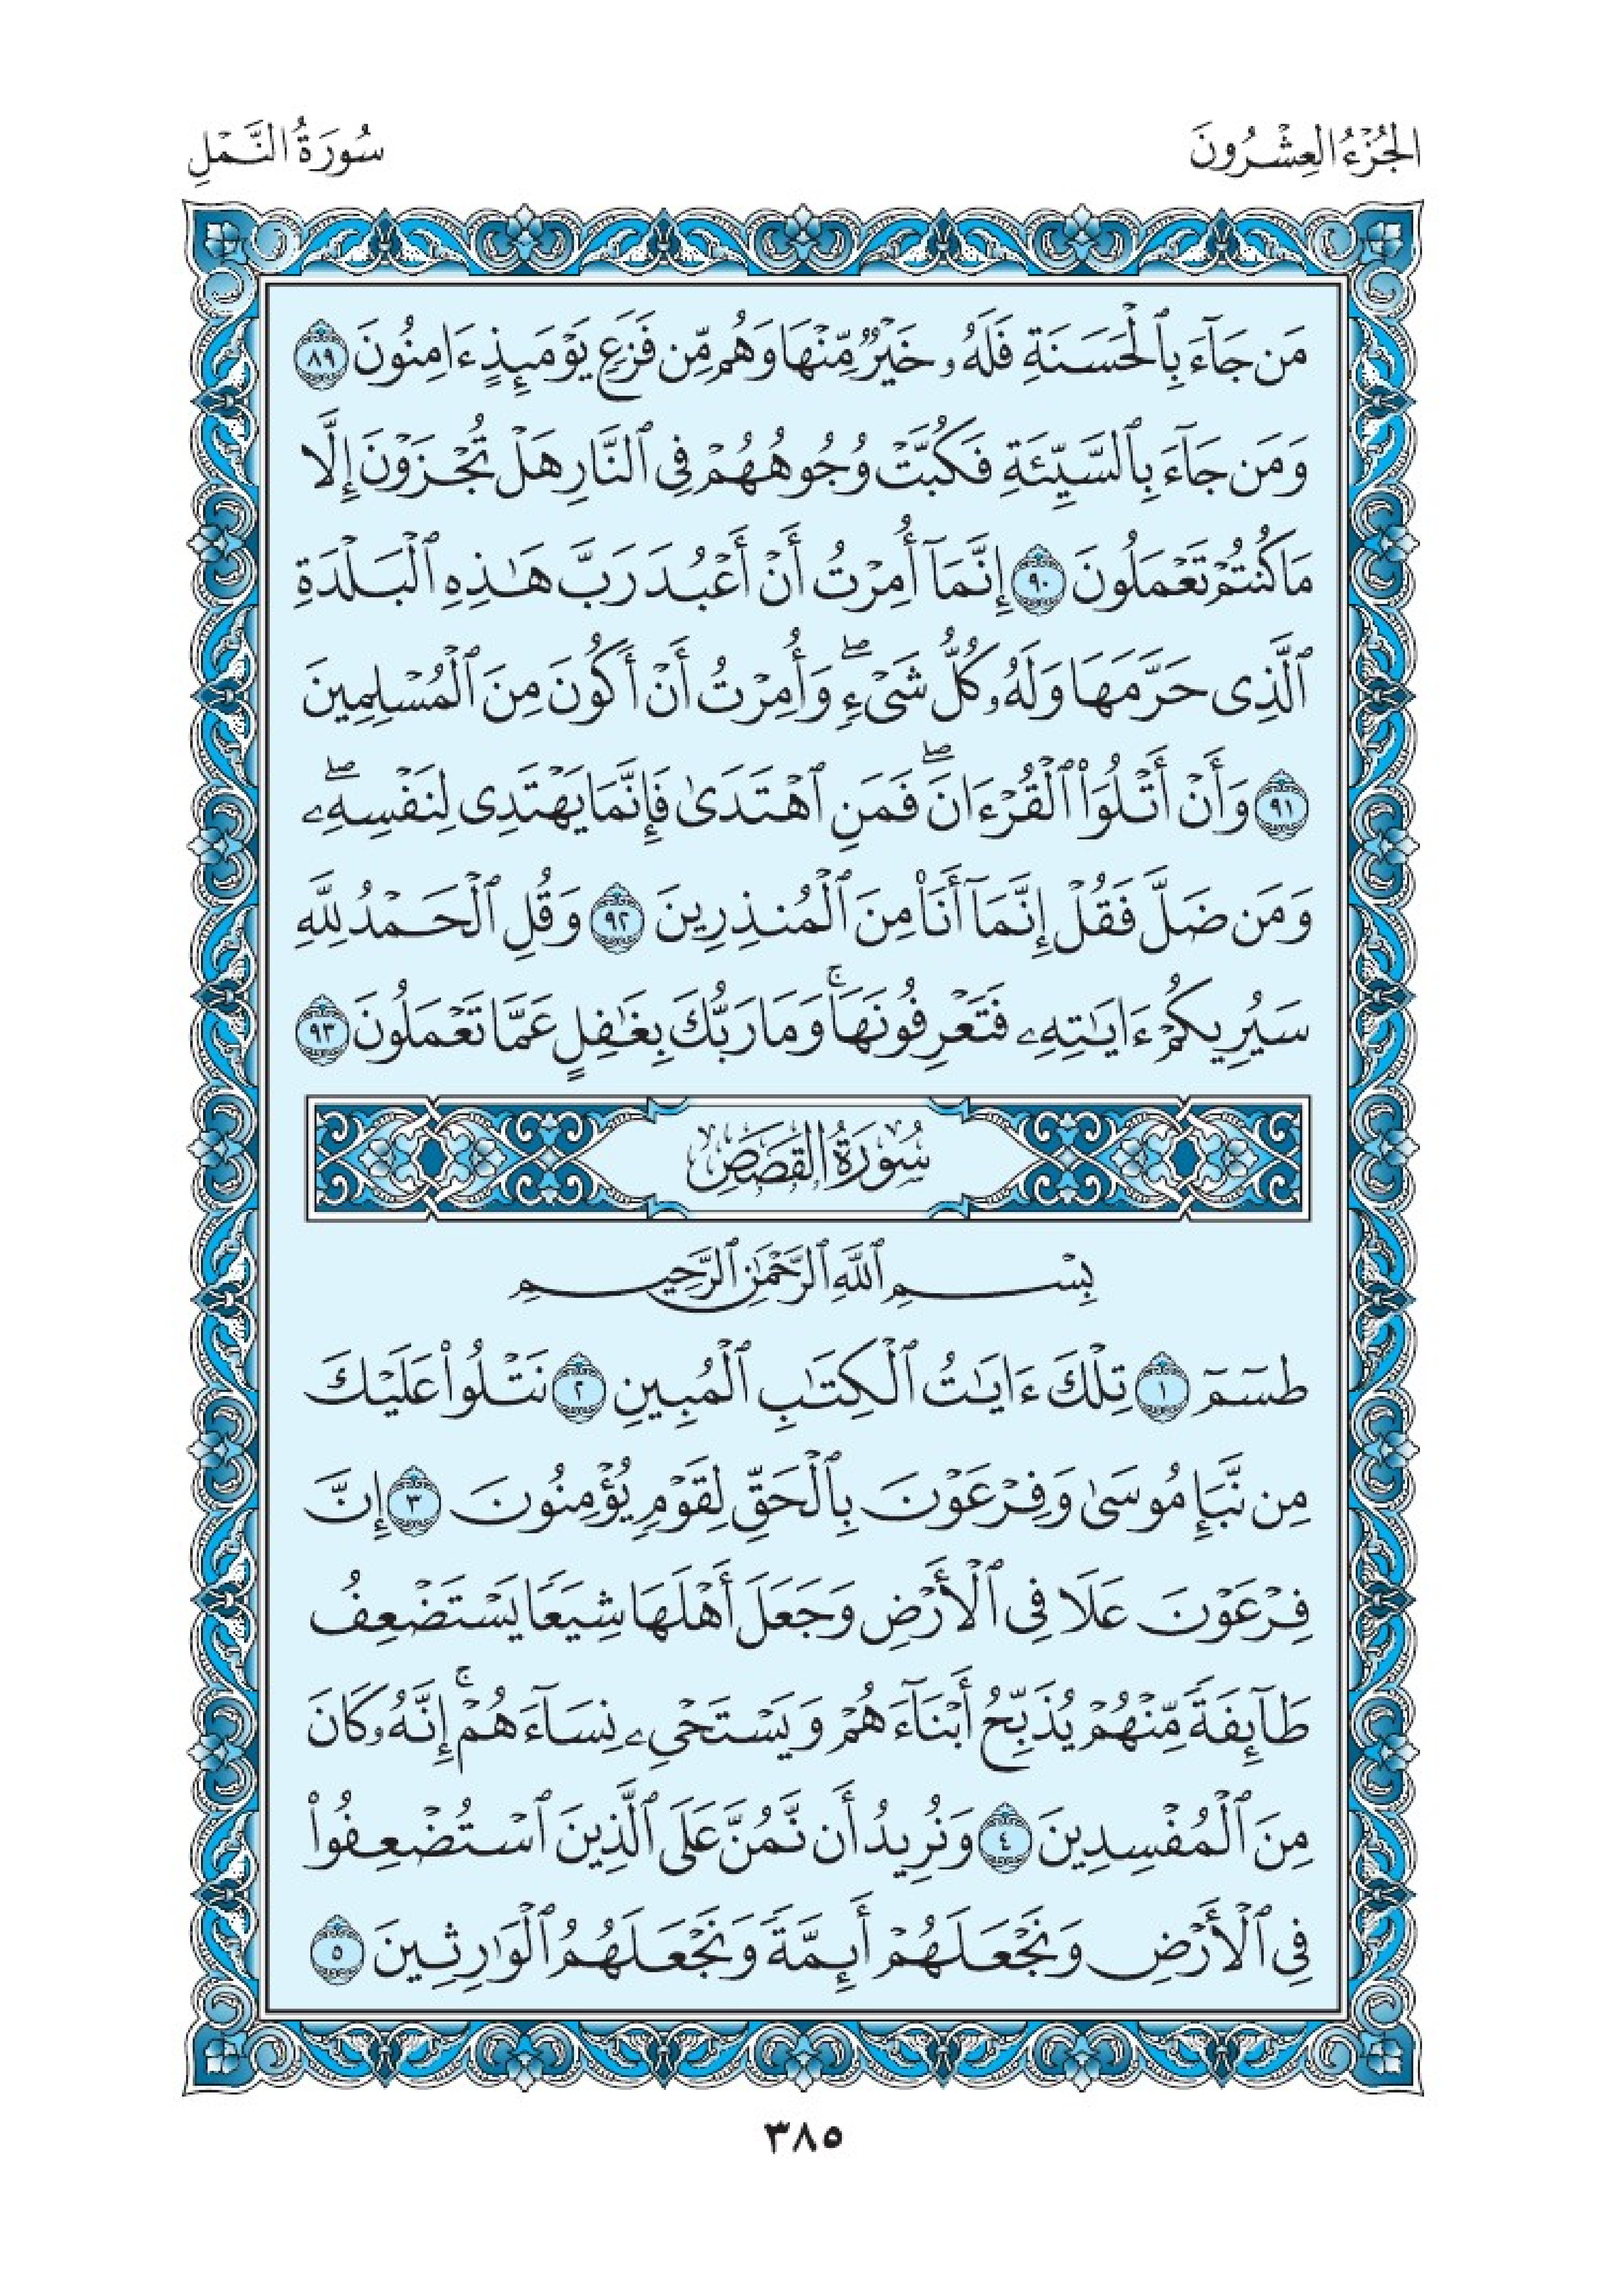 الجُزْءُ العِشْرُونَ
سُورَةُ النَّمْلِ
مَن جَآءَ بِٱلْحَسَنَةِ فَلَهُۥ خَيْرٌ مِّنْهَا وَهُم مِّن فَزَعٍ يَوْمَئِذٍ ءَامِنُونَ ٨٩
وَمَن جَآءَ بِٱلسَّيِّئَةِ فَكُبَّتْ وُجُوهُهُمْ فِى ٱلنَّارِ هَلْ تُجْزَوْنَ إِلَّا
مَا كُنتُمْ تَعْمَلُونَ ٩٠ إِنَّمَآ أُمِرْتُ أَنْ أَعْبُدَ رَبَّ هَـٰذِهِ ٱلْبَلْدَةِ
ٱلَّذِى حَرَّمَهَا وَلَهُۥ كُلُّ شَىْءٍۖ وَأُمِرْتُ أَنْ أَكُونَ مِنَ ٱلْمُسْلِمِينَ
٩١ وَأَنْ أَتْلُوَا۟ ٱلْقُرْءَانَۖ فَمَنِ ٱهْتَدَىٰ فَإِنَّمَا يَهْتَدِى لِنَفْسِهِۦۖ
وَمَن ضَلَّ فَقُلْ إِنَّمَآ أَنَا۠ مِنَ ٱلْمُنذِرِينَ ٩٢ وَقُلِ ٱلْحَمْدُ لِلَّهِ
سَيُرِيكُمْ ءَايَـٰتِهِۦ فَتَعْرِفُونَهَاۚ وَمَا رَبُّكَ بِغَـٰفِلٍ عَمَّا تَعْمَلُونَ ٩٣
سُورَةُ القَصَصِ
بِسْمِ ٱللَّهِ ٱلرَّحْمَـٰنِ ٱلرَّحِيمِ
طسٓمٓ ١ تِلْكَ ءَايَـٰتُ ٱلْكِتَـٰبِ ٱلْمُبِينِ ٢ نَتْلُوا۟ عَلَيْكَ
مِن نَّبَإِ مُوسَىٰ وَفِرْعَوْنَ بِٱلْحَقِّ لِقَوْمٍ يُؤْمِنُونَ ٣ إِنَّ
فِرْعَوْنَ عَلَا فِى ٱلْأَرْضِ وَجَعَلَ أَهْلَهَا شِيَعًا يَسْتَضْعِفُ
طَآئِفَةً مِّنْهُمْ يُذَبِّحُ أَبْنَآءَهُمْ وَيَسْتَحْىِۦ نِسَآءَهُمْۚ إِنَّهُۥ كَانَ
مِنَ ٱلْمُفْسِدِينَ ٤ وَنُرِيدُ أَن نَّمُنَّ عَلَى ٱلَّذِينَ ٱسْتُضْعِفُوا۟
فِى ٱلْأَرْضِ وَنَجْعَلَهُمْ أَئِمَّةً وَنَجْعَلَهُمُ ٱلْوَٰرِثِينَ ٥
٣٨٥